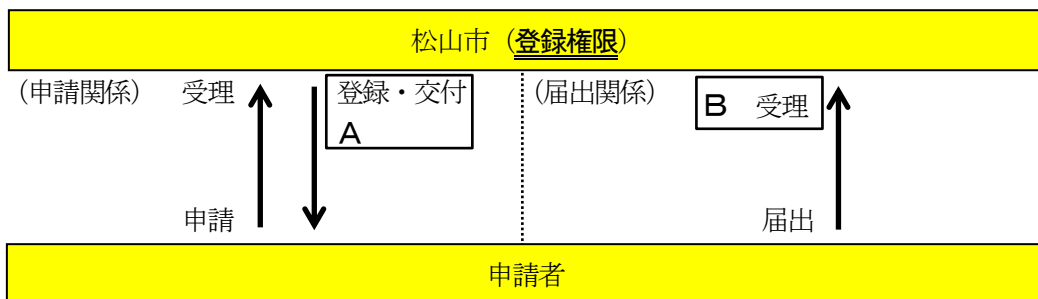 松山市（登録権限）
（申請関係） 受理 登録・交付 （届出関係） B 受理
A
申請 届出
申請者